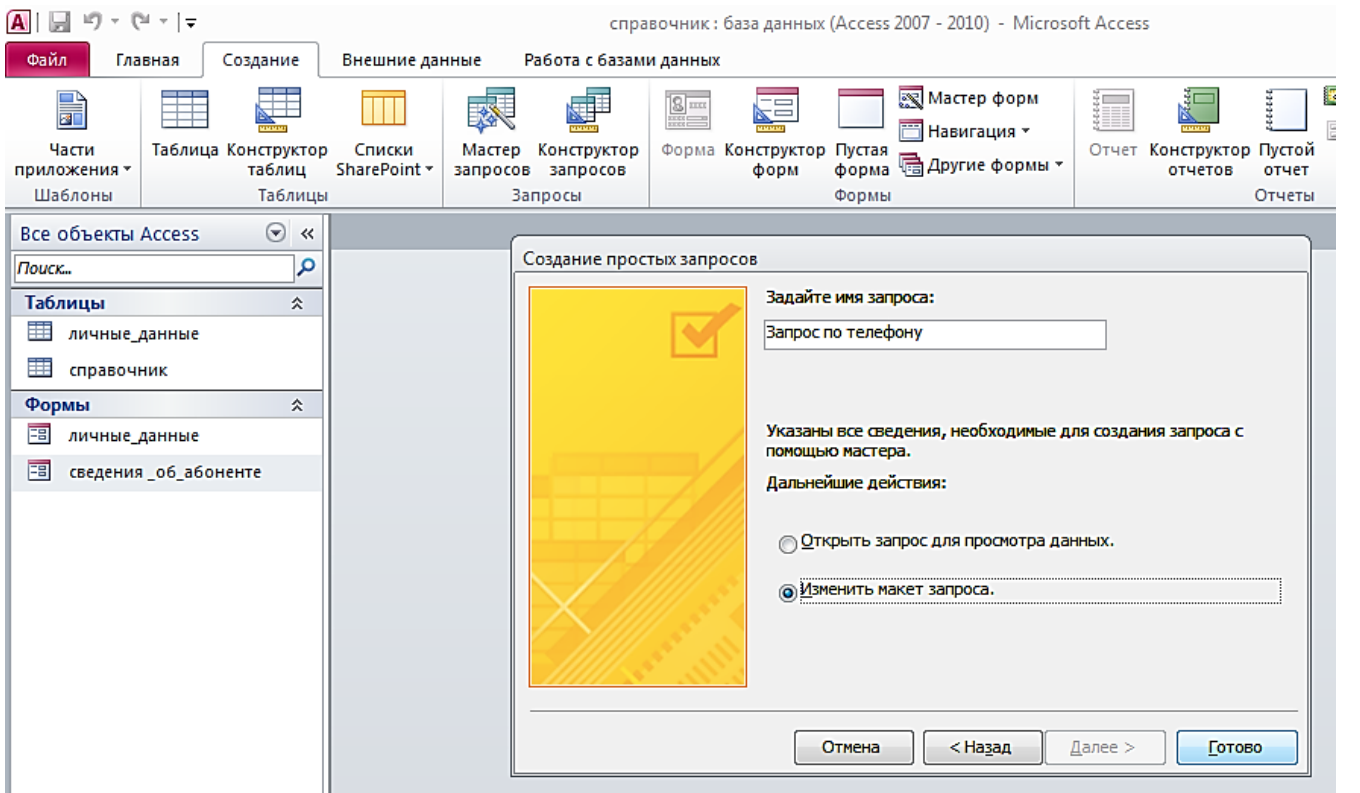 справочник : база данных (Access 2007 - 2010) - Microsoft Access
Файл Главная Создание Внешние данные Работа с базами данных
Части приложения
Таблица
Конструктор таблиц
Списки SharePoint
Мастер запросов
Конструктор запросов
Форма
Конструктор форм
Пустая форма
Мастер форм
Навигация
Другие формы
Отчет
Конструктор отчетов
Пустой отчет
Шаблоны Таблицы Запросы Формы Отчеты
Все объекты Access
Поиск...
Таблицы
личные_данные
справочник
Формы
личные_данные
сведения _об_абоненте
Создание простых запросов
Задайте имя запроса:
Запрос по телефону
Указаны все сведения, необходимые для создания запроса с
помощью мастера.
Дальнейшие действия:
Открыть запрос для просмотра данных.
Изменить макет запроса.
Отмена < Назад Далее > Готово